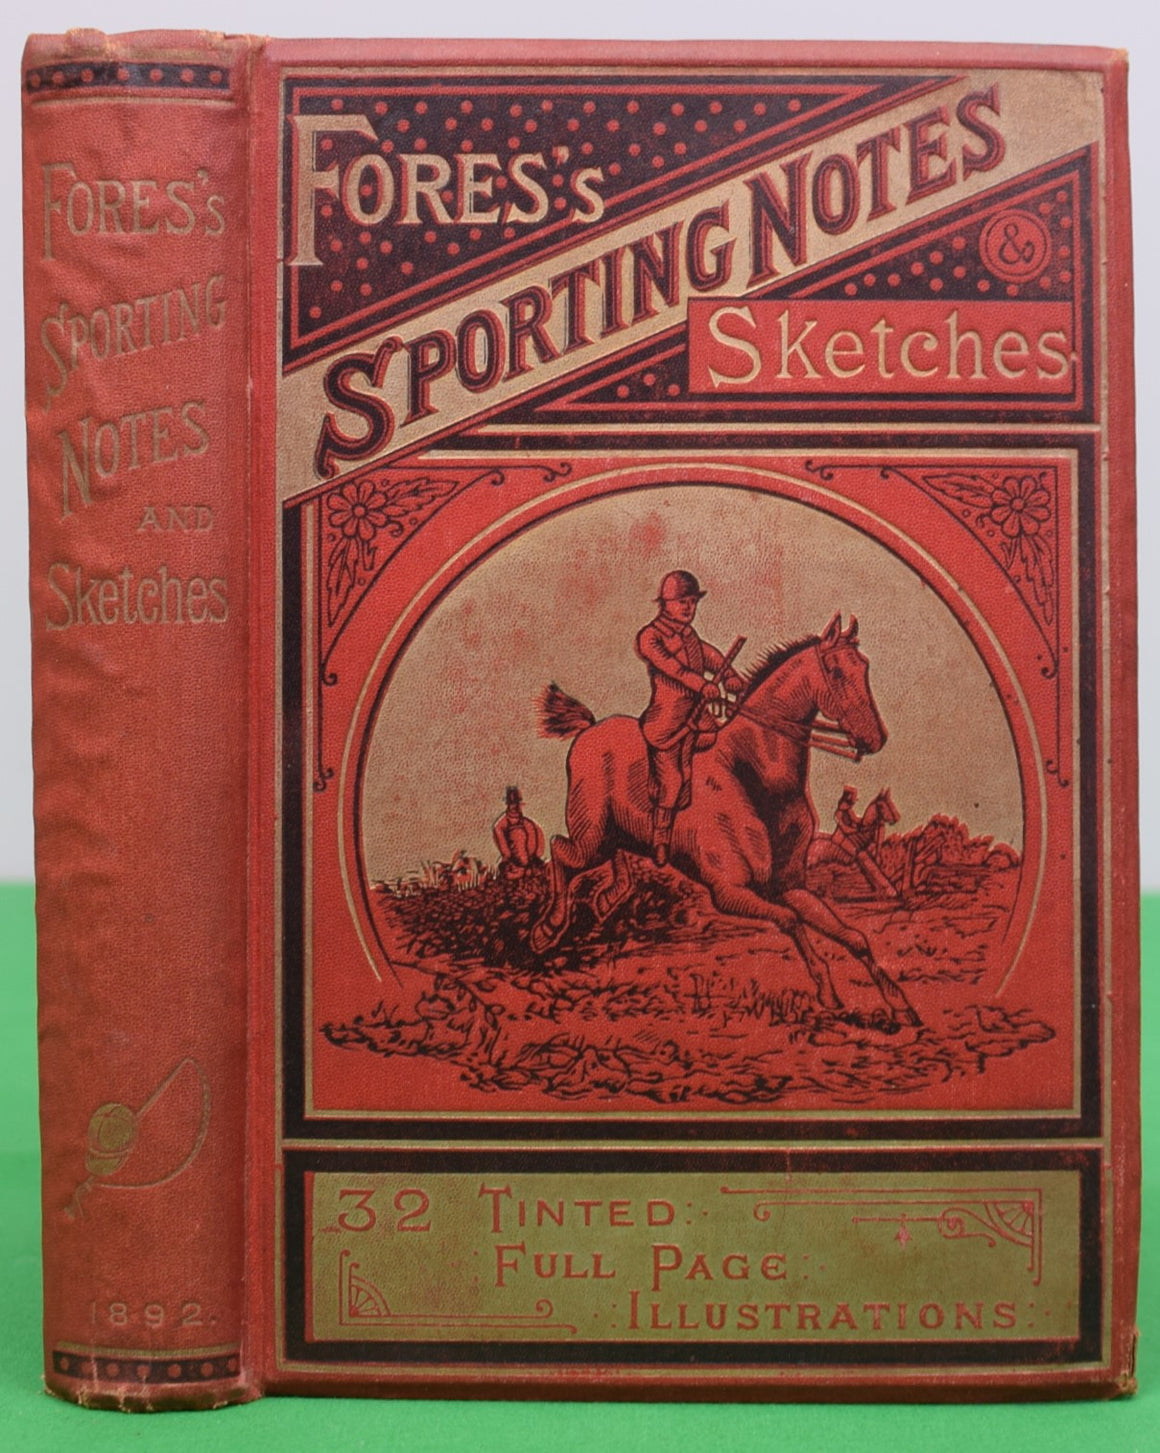 FORES'S
SPORTING
NOTES
AND
Sketches
1892.
FORES'S
SPORTING NOTES
&
Sketches
32 TINTED
FULL PAGE
ILLUSTRATIONS